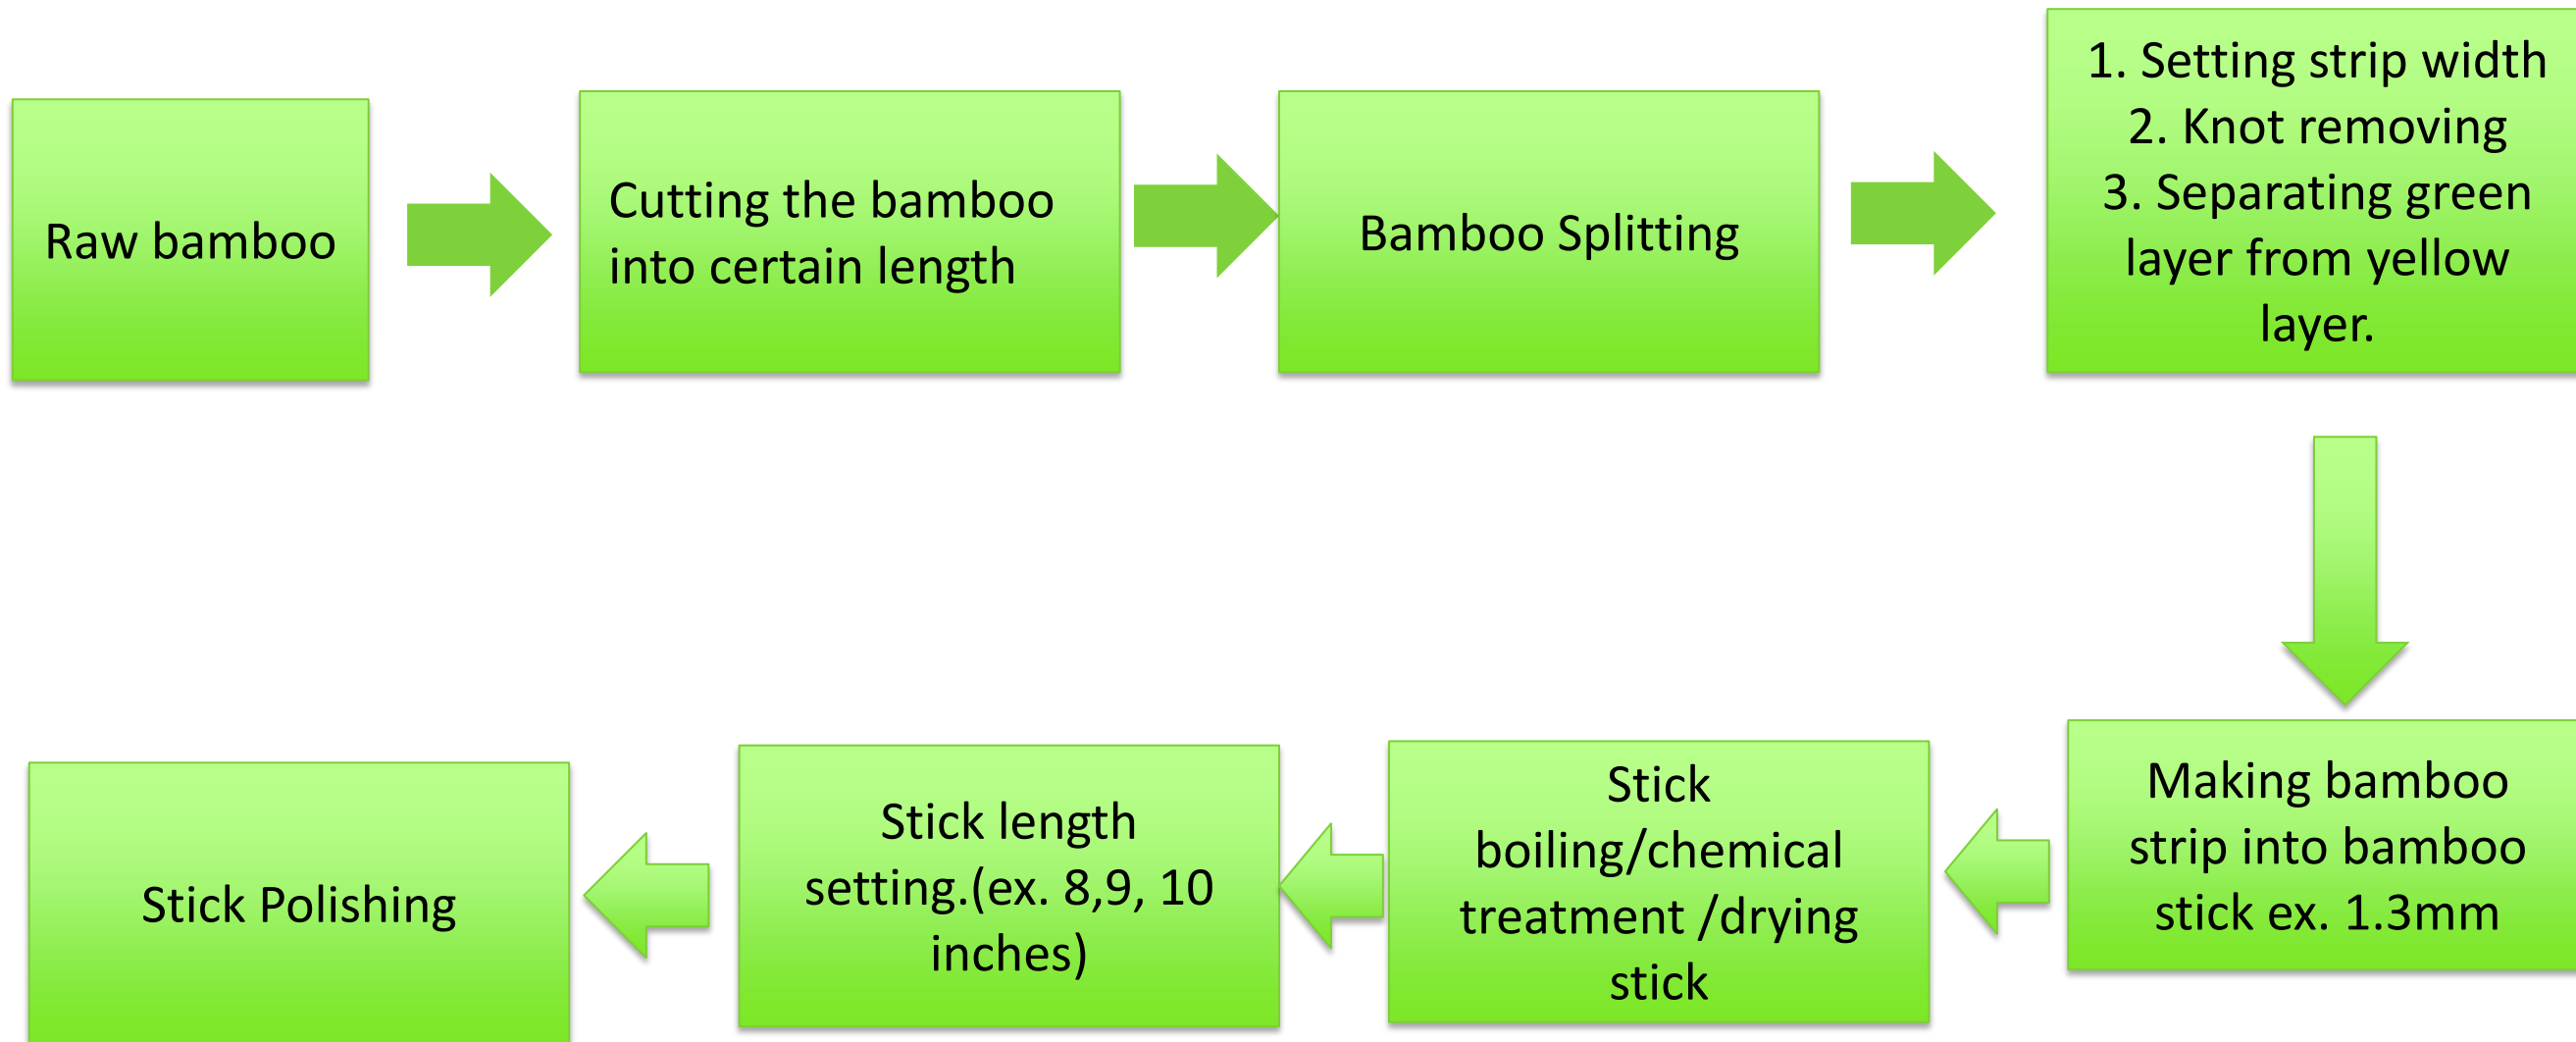 Raw bamboo
Cutting the bamboo
into certain length
Bamboo Splitting
1. Setting strip width
2. Knot removing
3. Separating green
layer from yellow
layer.
Making bamboo
strip into bamboo
stick ex. 1.3mm
Stick
boiling/chemical
treatment /drying
stick
Stick length
setting.(ex. 8,9, 10
inches)
Stick Polishing